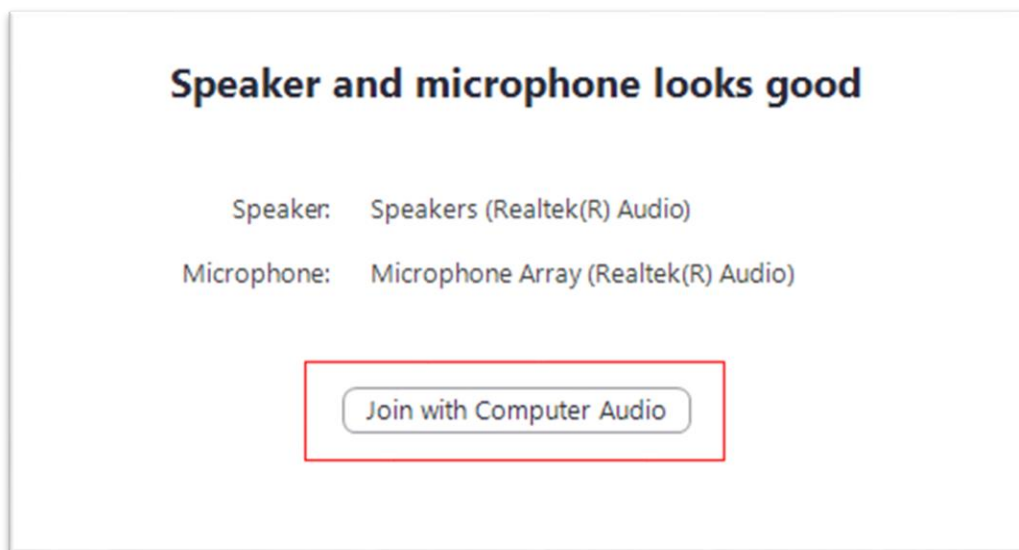 Speaker and microphone looks good
Speaker: Speakers (Realtek(R) Audio)
Microphone: Microphone Array (Realtek(R) Audio)
Join with Computer Audio